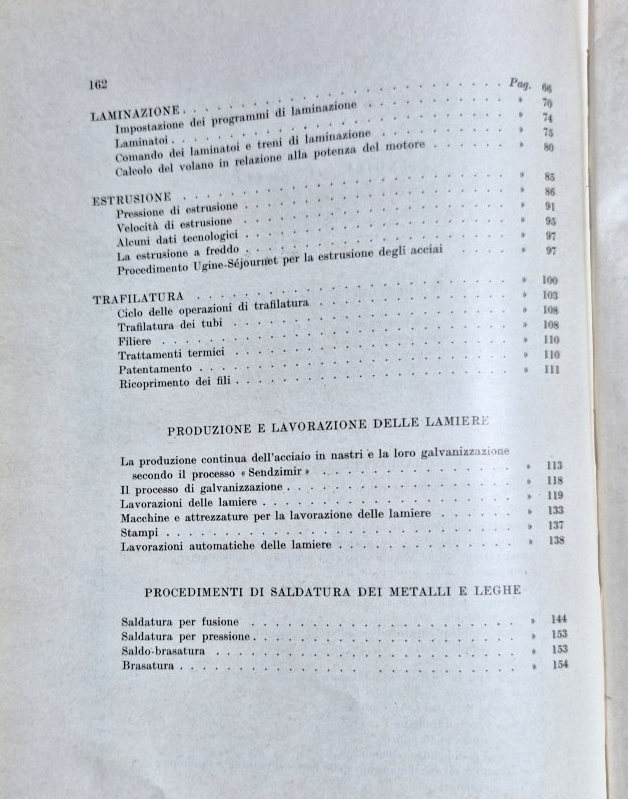 162
Pag.
LAMINAZIONE . . . . . . . . . . . . . . . . . . . . 66
Impostazione dei programmi di laminazione . . . . . . . . . » 70
Laminatoi . . . . . . . . . . . . . . . . . . . . » 74
Comando dei laminatoi e treni di laminazione . . . . . . . . » 75
Calcolo del volano in relazione alla potenza del motore . . . . . » 80
ESTRUSIONE . . . . . . . . . . . . . . . . . . . . » 85
Pressione di estrusione . . . . . . . . . . . . . . . . » 86
Velocità di estrusione . . . . . . . . . . . . . . . . » 91
Alcuni dati tecnologici . . . . . . . . . . . . . . . . » 95
La estrusione a freddo . . . . . . . . . . . . . . . . » 97
Procedimento Ugine-Séjournet per la estrusione degli acciai . . . . » 97
TRAFILATURA . . . . . . . . . . . . . . . . . . . . » 100
Ciclo delle operazioni di trafilatura . . . . . . . . . . . . » 103
Trafilatura dei tubi . . . . . . . . . . . . . . . . . » 108
Filiere . . . . . . . . . . . . . . . . . . . . . » 108
Trattamenti termici . . . . . . . . . . . . . . . . . » 110
Patentamento . . . . . . . . . . . . . . . . . . . » 110
Ricoprimento dei fili . . . . . . . . . . . . . . . . . » 111
PRODUZIONE E LAVORAZIONE DELLE LAMIERE
La produzione continua dell'acciaio in nastri e la loro galvanizzazione
secondo il processo « Sendzimir » . . . . . . . . . . . . » 113
Il processo di galvanizzazione . . . . . . . . . . . . . . » 118
Lavorazioni delle lamiere . . . . . . . . . . . . . . . » 119
Macchine e attrezzature per la lavorazione delle lamiere . . . . . » 133
Stampi . . . . . . . . . . . . . . . . . . . . . » 137
Lavorazioni automatiche delle lamiere . . . . . . . . . . . » 138
PROCEDIMENTI DI SALDATURA DEI METALLI E LEGHE
Saldatura per fusione . . . . . . . . . . . . . . . . » 144
Saldatura per pressione . . . . . . . . . . . . . . . . » 153
Saldo-brasatura . . . . . . . . . . . . . . . . . . » 153
Brasatura . . . . . . . . . . . . . . . . . . . . » 154